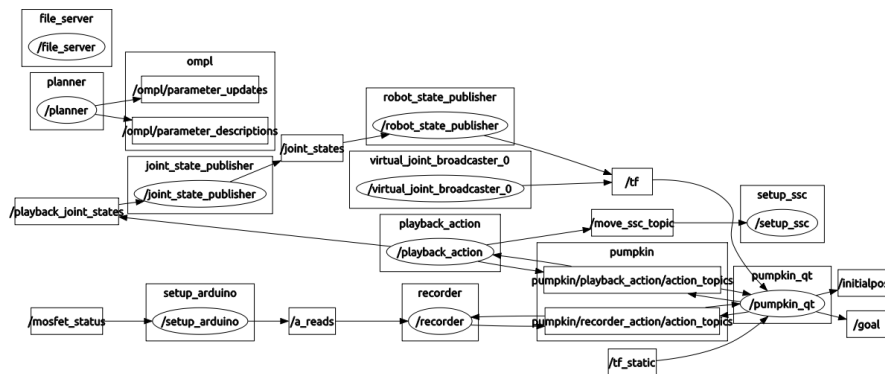 file_server
/file_server
planner
/planner
ompl
/ompl/parameter_updates
/ompl/parameter_descriptions
robot_state_publisher
/robot_state_publisher
/joint_states
joint_state_publisher
/joint_state_publisher
virtual_joint_broadcaster_0
/virtual_joint_broadcaster_0
/tf
/playback_joint_states
playback_action
/playback_action
/move_ssc_topic
setup_ssc
/setup_ssc
pumpkin
pumpkin/playback_action/action_topics
pumpkin/recorder_action/action_topics
pumpkin_qt
/pumpkin_qt
/goal
/mosfet_status
setup_arduino
/setup_arduino
/a_reads
recorder
/recorder
/tf_static